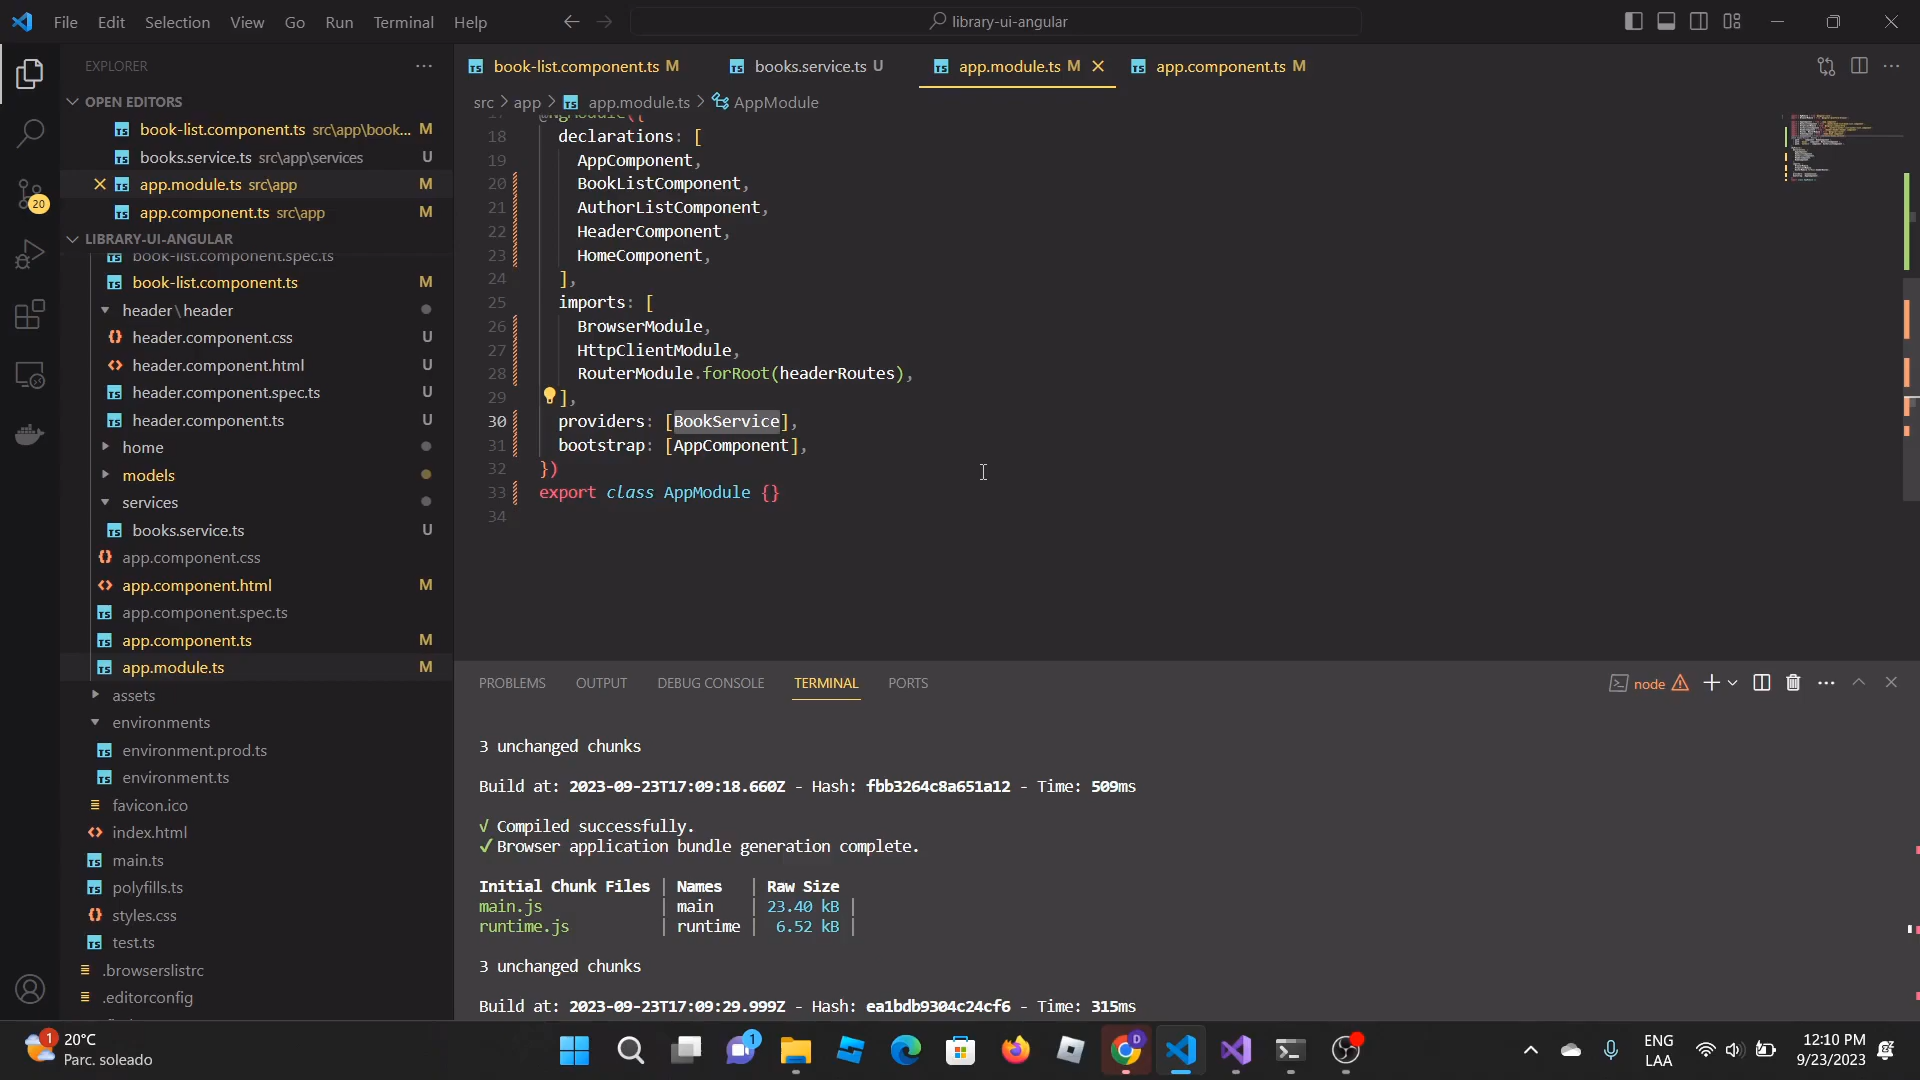 File Edit Selection View Go Run Terminal Help
library-ui-angular
EXPLORER
OPEN EDITORS
book-list.component.ts src\app\book... M
books.service.ts src\app\services U
app.module.ts src\app M
app.component.ts src\app M
LIBRARY-UI-ANGULAR
book-list.component.spec.ts
book-list.component.ts M
header\header
header.component.css U
header.component.html U
header.component.spec.ts U
header.component.ts U
home
models
services
books.service.ts U
app.component.css
app.component.html M
app.component.spec.ts
app.component.ts M
app.module.ts M
assets
environments
environment.prod.ts
environment.ts
favicon.ico
index.html
main.ts
polyfills.ts
styles.css
test.ts
.browserslistrc
.editorconfig
20
book-list.component.ts M books.service.ts U app.module.ts M app.component.ts M
src > app > app.module.ts > AppModule
17 @NgModule({
18 declarations: [
19 AppComponent,
20 BookListComponent,
21 AuthorListComponent,
22 HeaderComponent,
23 HomeComponent,
24 ],
25 imports: [
26 BrowserModule,
27 HttpClientModule,
28 RouterModule.forRoot(headerRoutes),
29 ],
30 providers: [BookService],
31 bootstrap: [AppComponent],
32 })
33 export class AppModule {}
34
PROBLEMS OUTPUT DEBUG CONSOLE TERMINAL PORTS
node
3 unchanged chunks
Build at: 2023-09-23T17:09:18.660Z - Hash: fbb3264c8a651a12 - Time: 509ms
√ Compiled successfully.
✔ Browser application bundle generation complete.
Initial Chunk Files | Names | Raw Size
main.js | main | 23.40 kB |
runtime.js | runtime | 6.52 kB |
3 unchanged chunks
Build at: 2023-09-23T17:09:29.999Z - Hash: ea1bdb9304c24cf6 - Time: 315ms
1
20°C
Parc. soleado
1
D
ENG
LAA
12:10 PM
9/23/2023